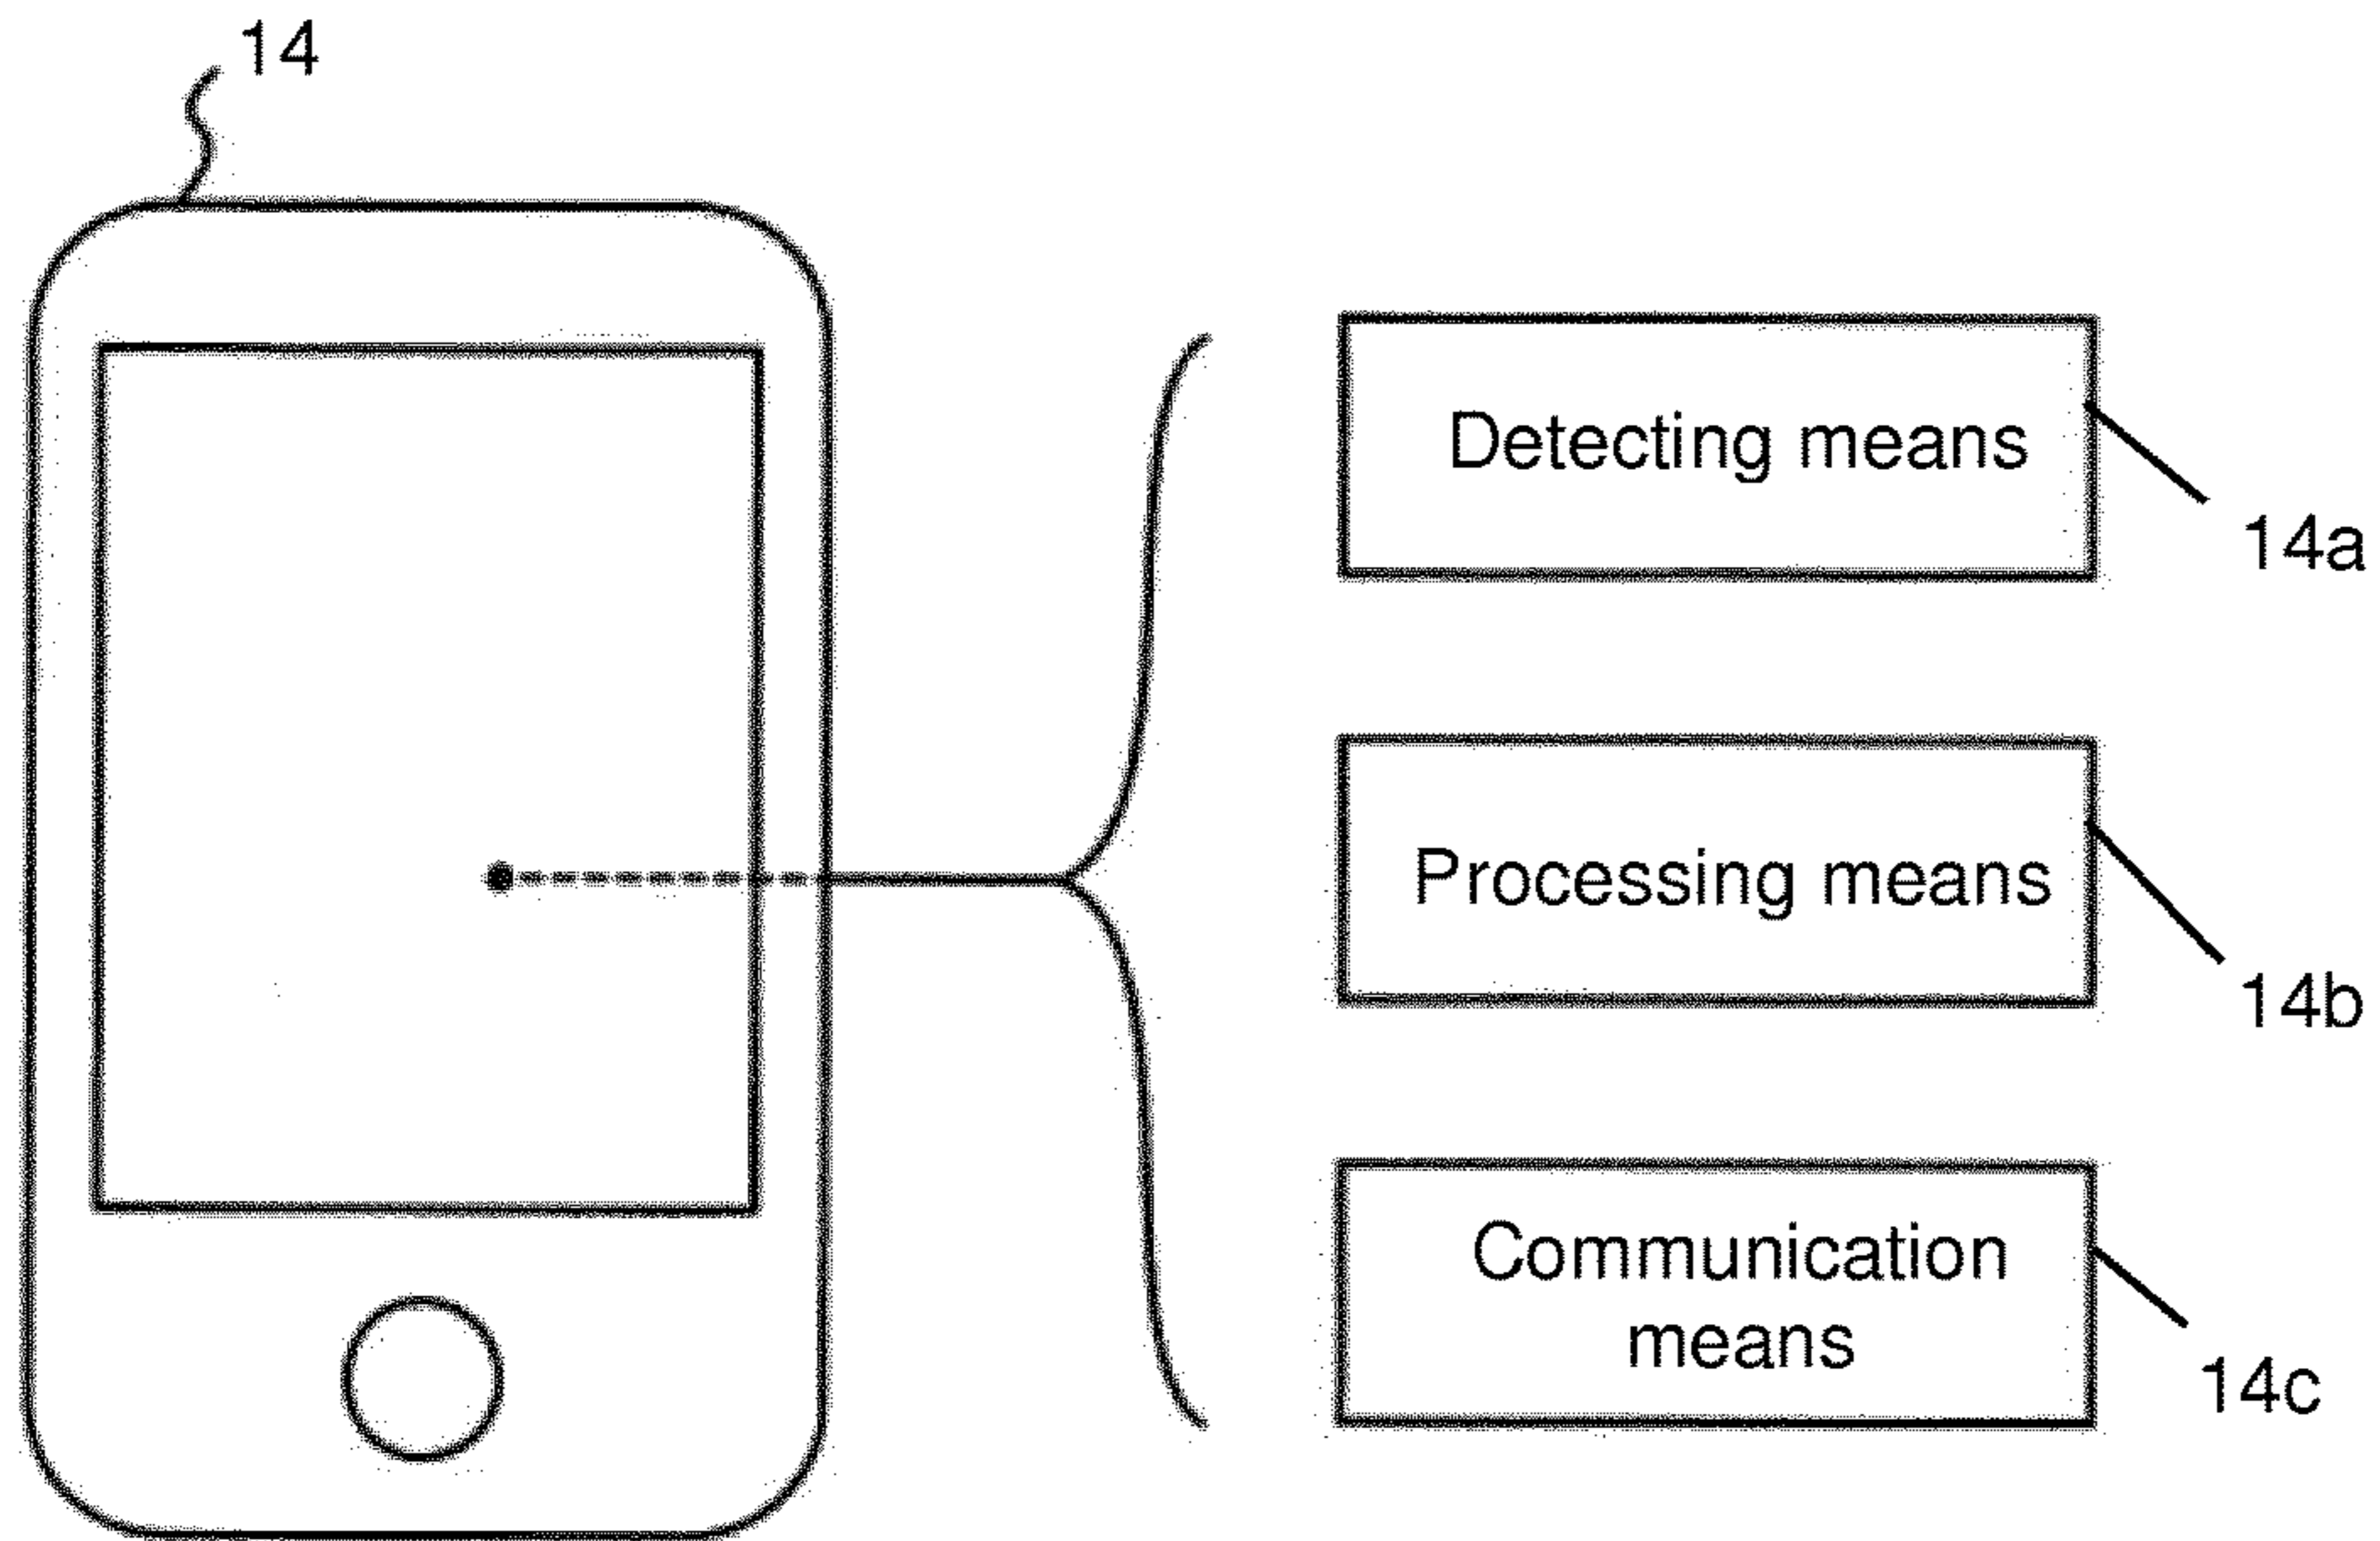 14
Detecting means
14a
Processing means
14b
Communication
means
14c